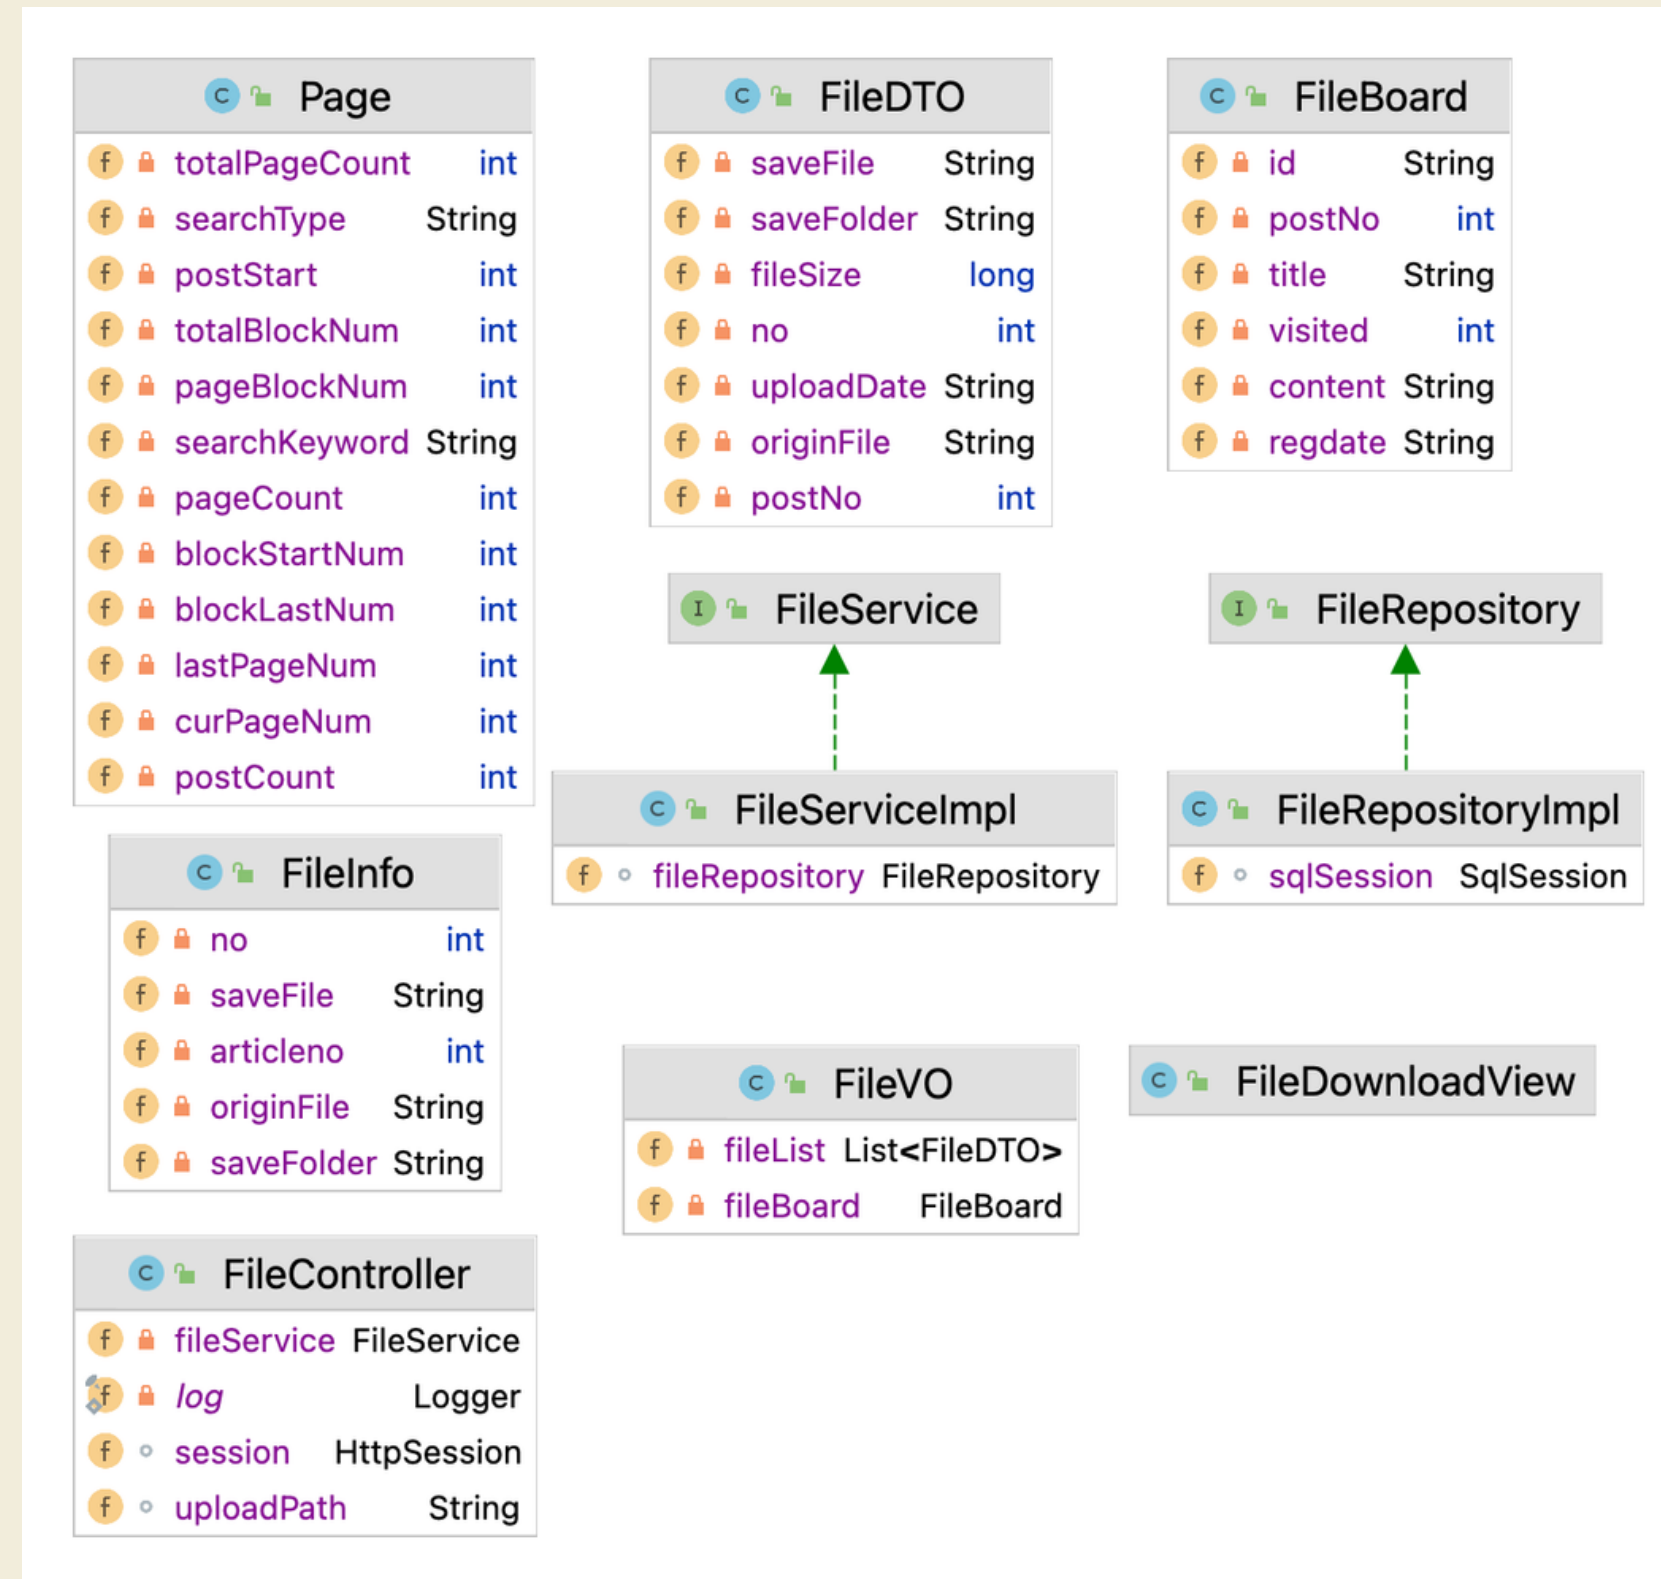 Page
totalPageCount int
searchType String
postStart int
totalBlockNum int
pageBlockNum int
searchKeyword String
pageCount int
blockStartNum int
blockLastNum int
lastPageNum int
curPageNum int
postCount int
FileDTO
saveFile String
saveFolder String
fileSize long
no int
uploadDate String
originFile String
postNo int
FileBoard
id String
postNo int
title String
visited int
content String
regdate String
FileService
FileRepository
FileServiceImpl
fileRepository FileRepository
FileRepositoryImpl
sqlSession SqlSession
FileInfo
no int
saveFile String
articleno int
originFile String
saveFolder String
FileVO
fileList List<FileDTO>
fileBoard FileBoard
FileDownloadView
FileController
fileService FileService
log Logger
session HttpSession
uploadPath String